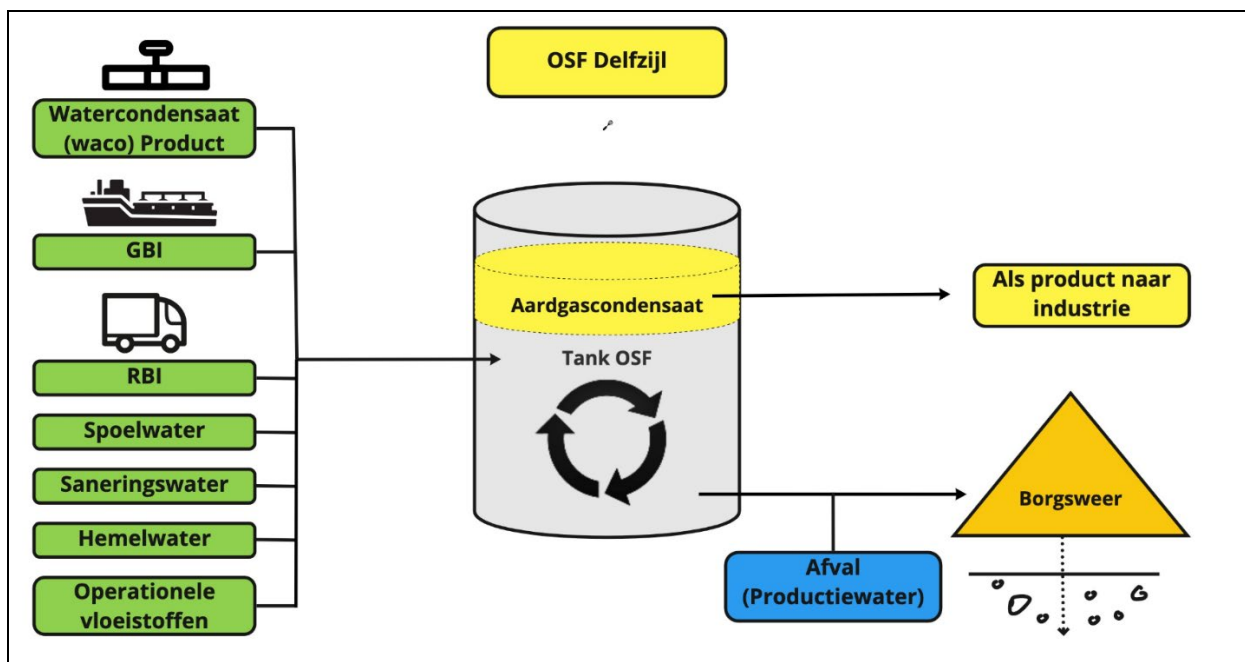 OSF Delfzijl
Watercondensaat
(waco) Product
GBI
RBI
Spoelwater
Saneringswater
Hemelwater
Operationele
vloeistoffen
Aardgascondensaat
Tank OSF
Als product naar
industrie
Borgsweer
Afval
(Productiewater)